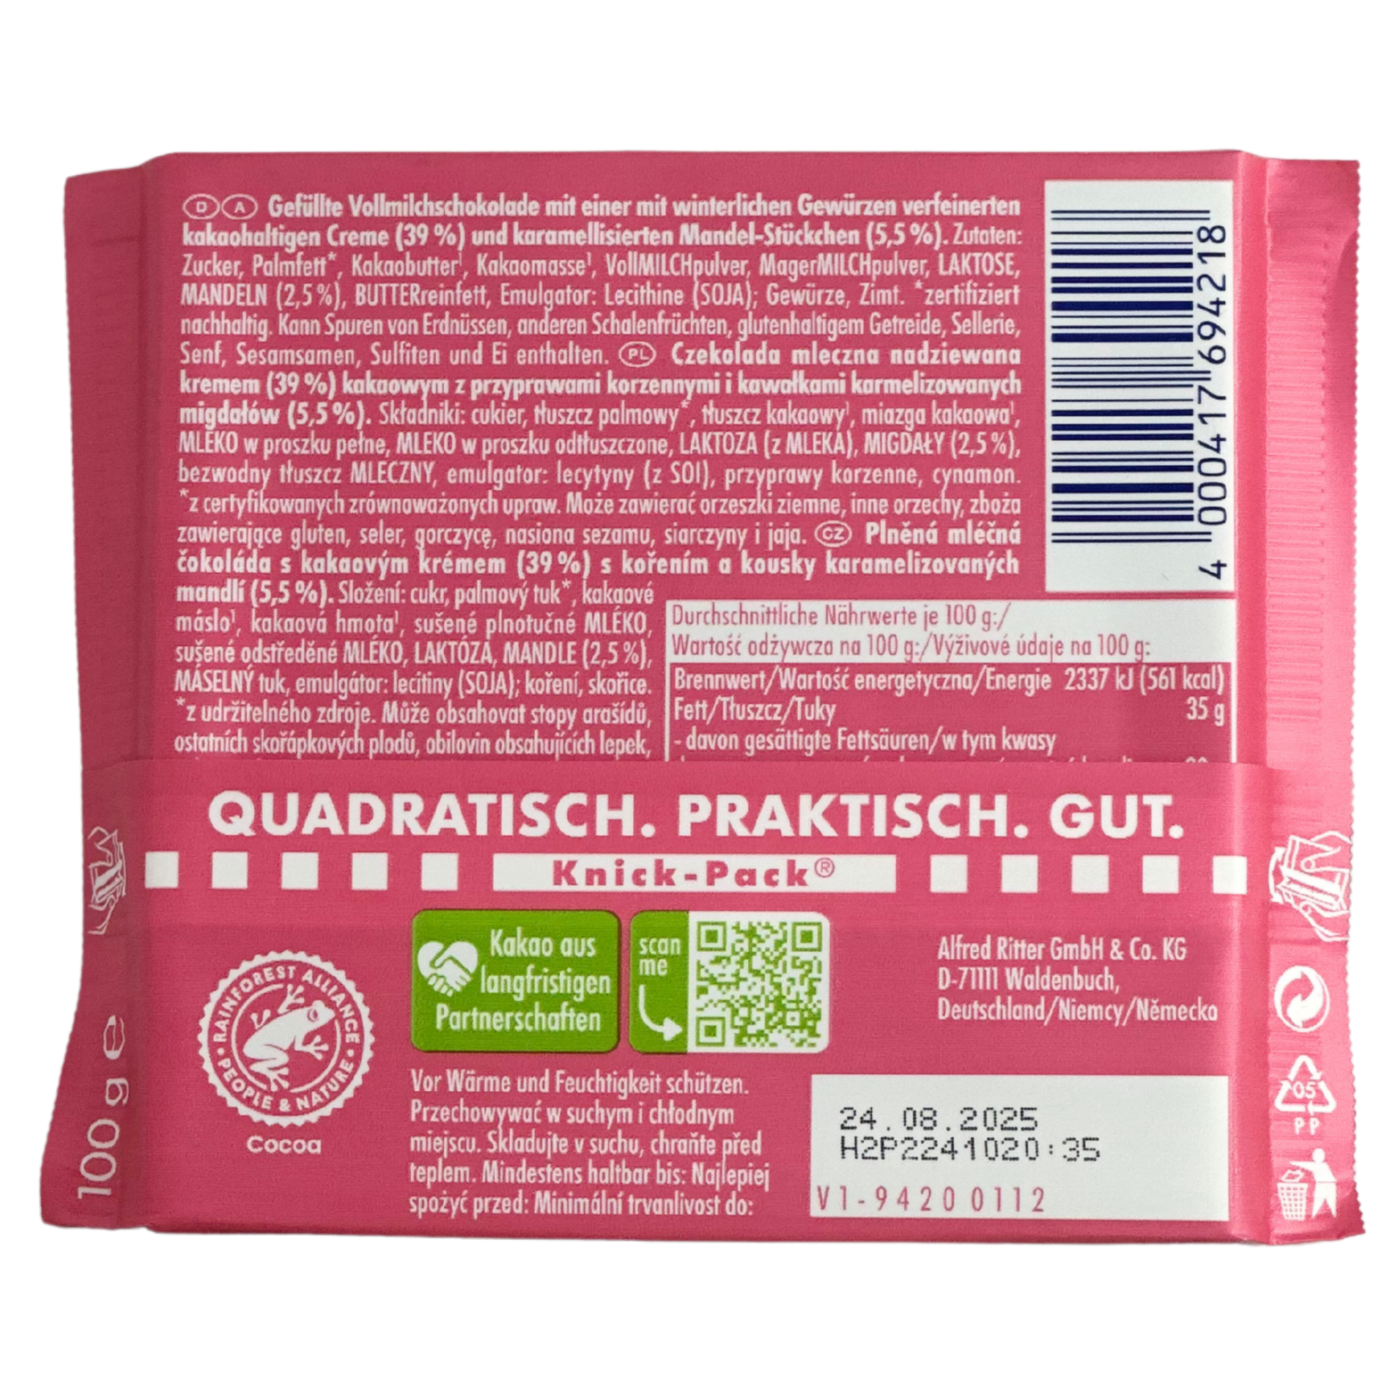 D A Gefüllte Vollmilchschokolade mit einer mit winterlichen Gewürzen verfeinerten
kakaohaltigen Creme (39 %) und karamellisierten Mandel-Stückchen (5,5 %). Zutaten:
Zucker, Palmfett*, Kakaobutter¹, Kakaomasse¹, VollMILCHpulver, MagerMILCHpulver, LAKTOSE,
MANDELN (2,5 %), BUTTERreinfett, Emulgator: Lecithine (SOJA); Gewürze, Zimt. *zertifiziert
nachhaltig. Kann Spuren von Erdnüssen, anderen Schalenfrüchten, glutenhaltigem Getreide, Sellerie,
Senf, Sesamsamen, Sulfiten und Ei enthalten. PL Czekolada mleczna nadziewana
kremem (39 %) kakaowym z przyprawami korzennymi i kawałkami karmelizowanych
migdałów (5,5 %). Składniki: cukier, tłuszcz palmowy*, tłuszcz kakaowy¹, miazga kakaowa¹,
MLEKO w proszku pełne, MLEKO w proszku odtłuszczone, LAKTOZA (z MLEKA), MIGDAŁY (2,5 %),
bezwodny tłuszcz MLECZNY, emulgator: lecytyny (z SOI), przyprawy korzenne, cynamon.
*z certyfikowanych zrównoważonych upraw. Może zawierać orzeszki ziemne, inne orzechy, zboża
zawierające gluten, seler, gorczycę, nasiona sezamu, siarczyny i jaja. CZ Plněná mléčná
čokoláda s kakaovým krémem (39 %) s kořením a kousky karamelizovaných
mandlí (5,5 %). Složení: cukr, palmový tuk*, kakaové
máslo¹, kakaová hmota¹, sušené plnotučné MLÉKO,
sušené odstředěné MLÉKO, LAKTÓZA, MANDLE (2,5 %),
MÁSELNÝ tuk, emulgátor: lecitiny (SOJA); koření, skořice.
*z udržitelného zdroje. Může obsahovat stopy arašídů,
ostatních skořápkových plodů, obilovin obsahujících lepek,
4 000417 694218
Durchschnittliche Nährwerte je 100 g:/
Wartość odżywcza na 100 g:/Výživové údaje na 100 g:
Brennwert/Wartość energetyczna/Energie 2337 kJ (561 kcal)
Fett/Tłuszcz/Tuky 35 g
- davon gesättigte Fettsäuren/w tym kwasy
QUADRATISCH. PRAKTISCH. GUT.
Knick-Pack®
RAINFOREST ALLIANCE
PEOPLE & NATURE
Cocoa
Kakao aus
langfristigen
Partnerschaften
scan
me
Alfred Ritter GmbH & Co. KG
D-71111 Waldenbuch,
Deutschland/Niemcy/Německo
Vor Wärme und Feuchtigkeit schützen.
Przechowywać w suchym i chłodnym
miejscu. Skladujte v suchu, chraňte před
teplem. Mindestens haltbar bis: Najlepiej
spożyć przed: Minimální trvanlivost do:
24.08.2025
H2P2241020:35
V1-9420 0112
100 g e
05
PP